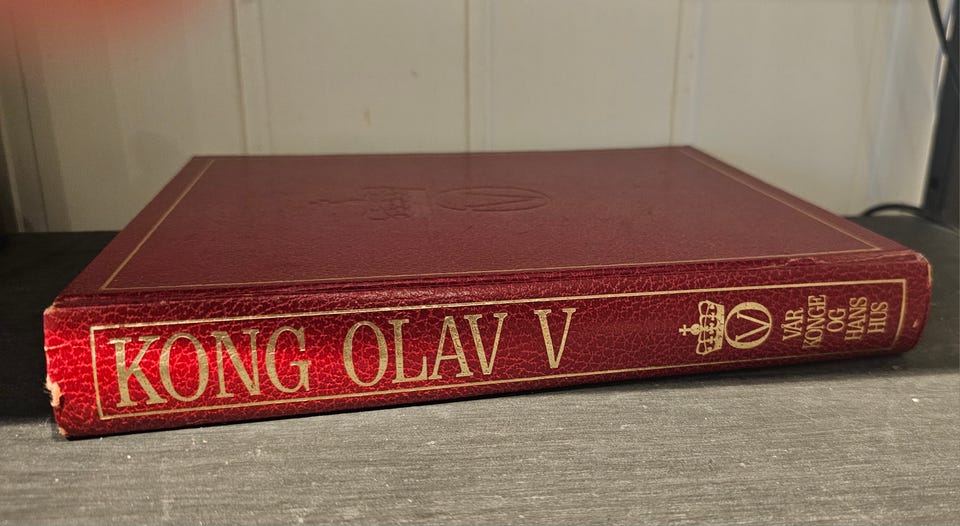 KONG OLAV V
V
VÅR
KONGE
OG
HANS
HUS
V